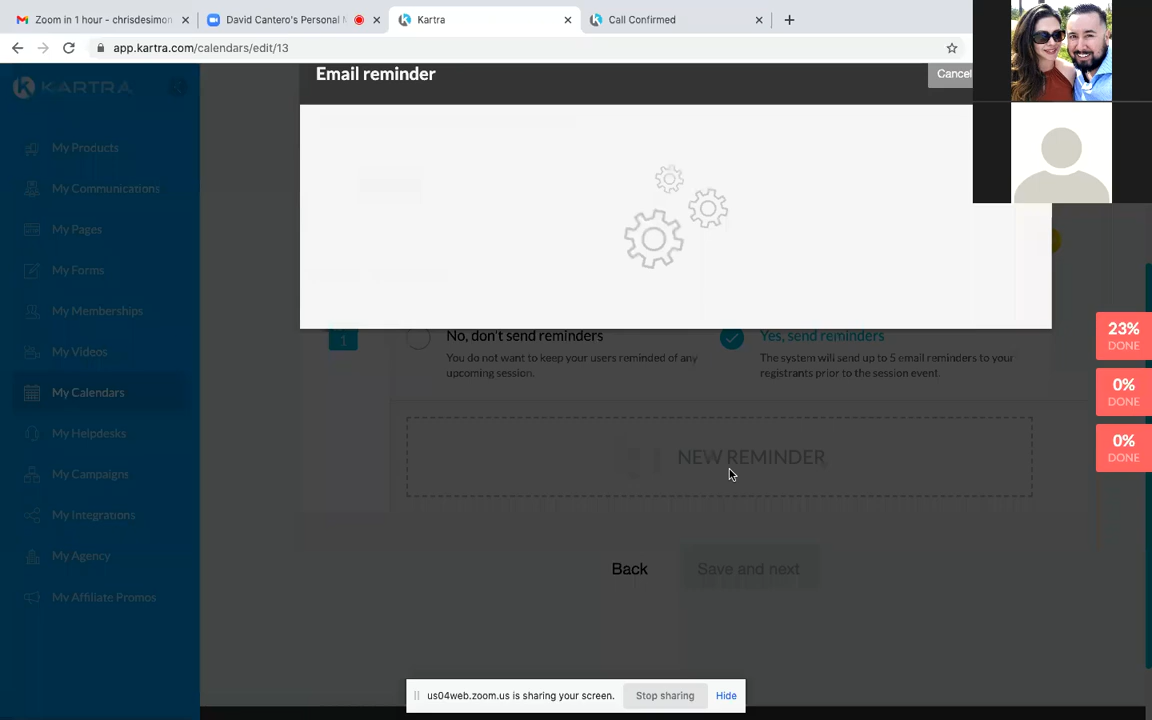 Zoom in 1 hour - chrisdesimon
David Cantero's Personal M
Kartra
Call Confirmed
app.kartra.com/calendars/edit/13
KARTRA
My Products
My Communications
My Pages
My Forms
My Memberships
My Videos
My Calendars
My Helpdesks
My Campaigns
My Integrations
My Agency
My Affiliate Promos
Email reminder
Cancel
1
No, don't send reminders
You do not want to keep your users reminded of any
upcoming session.
Yes, send reminders
The system will send up to 5 email reminders to your
registrants prior to the session event.
NEW REMINDER
Back
Save and next
23%
DONE
0%
DONE
0%
DONE
us04web.zoom.us is sharing your screen.
Stop sharing
Hide